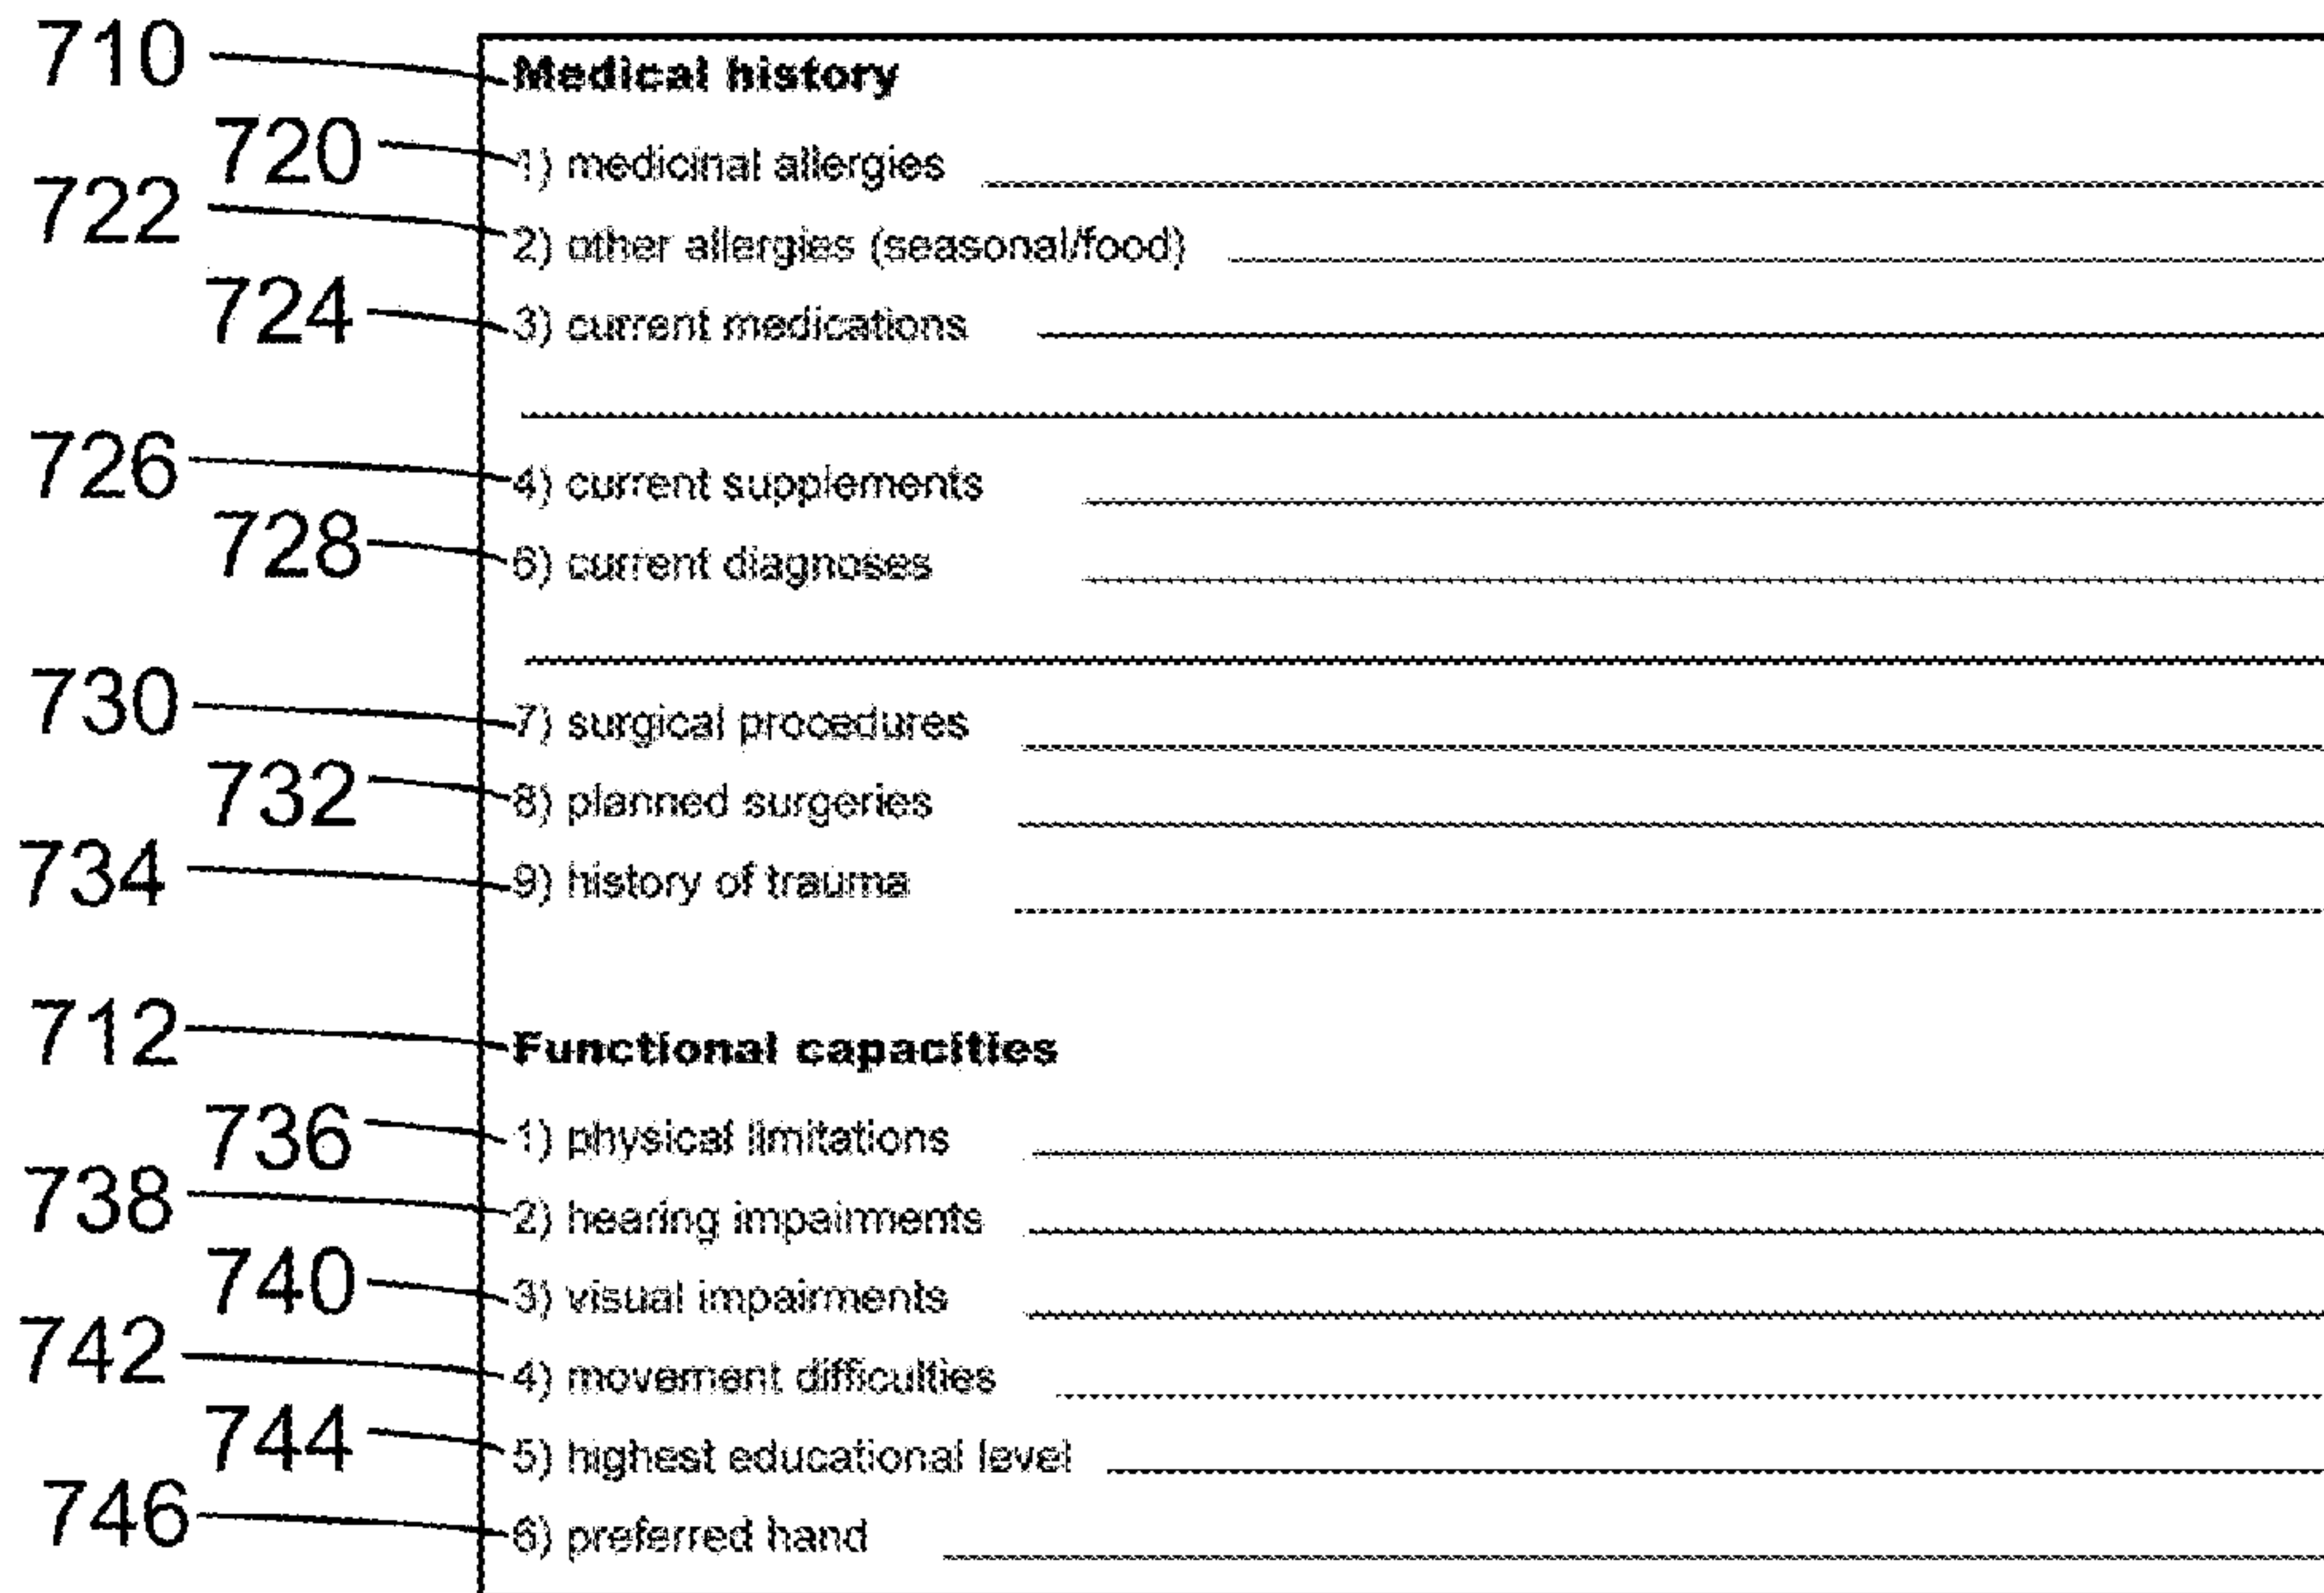 710 Medical history
720 1) medicinal allergies
722 2) other allergies (seasonal/food)
724 3) current medications
726 4) current supplements
728 6) current diagnoses
730 7) surgical procedures
732 8) planned surgeries
734 9) history of trauma
712 Functional capacities
736 1) physical limitations
738 2) hearing impairments
740 3) visual impairments
742 4) movement difficulties
744 5) highest educational level
746 6) preferred hand